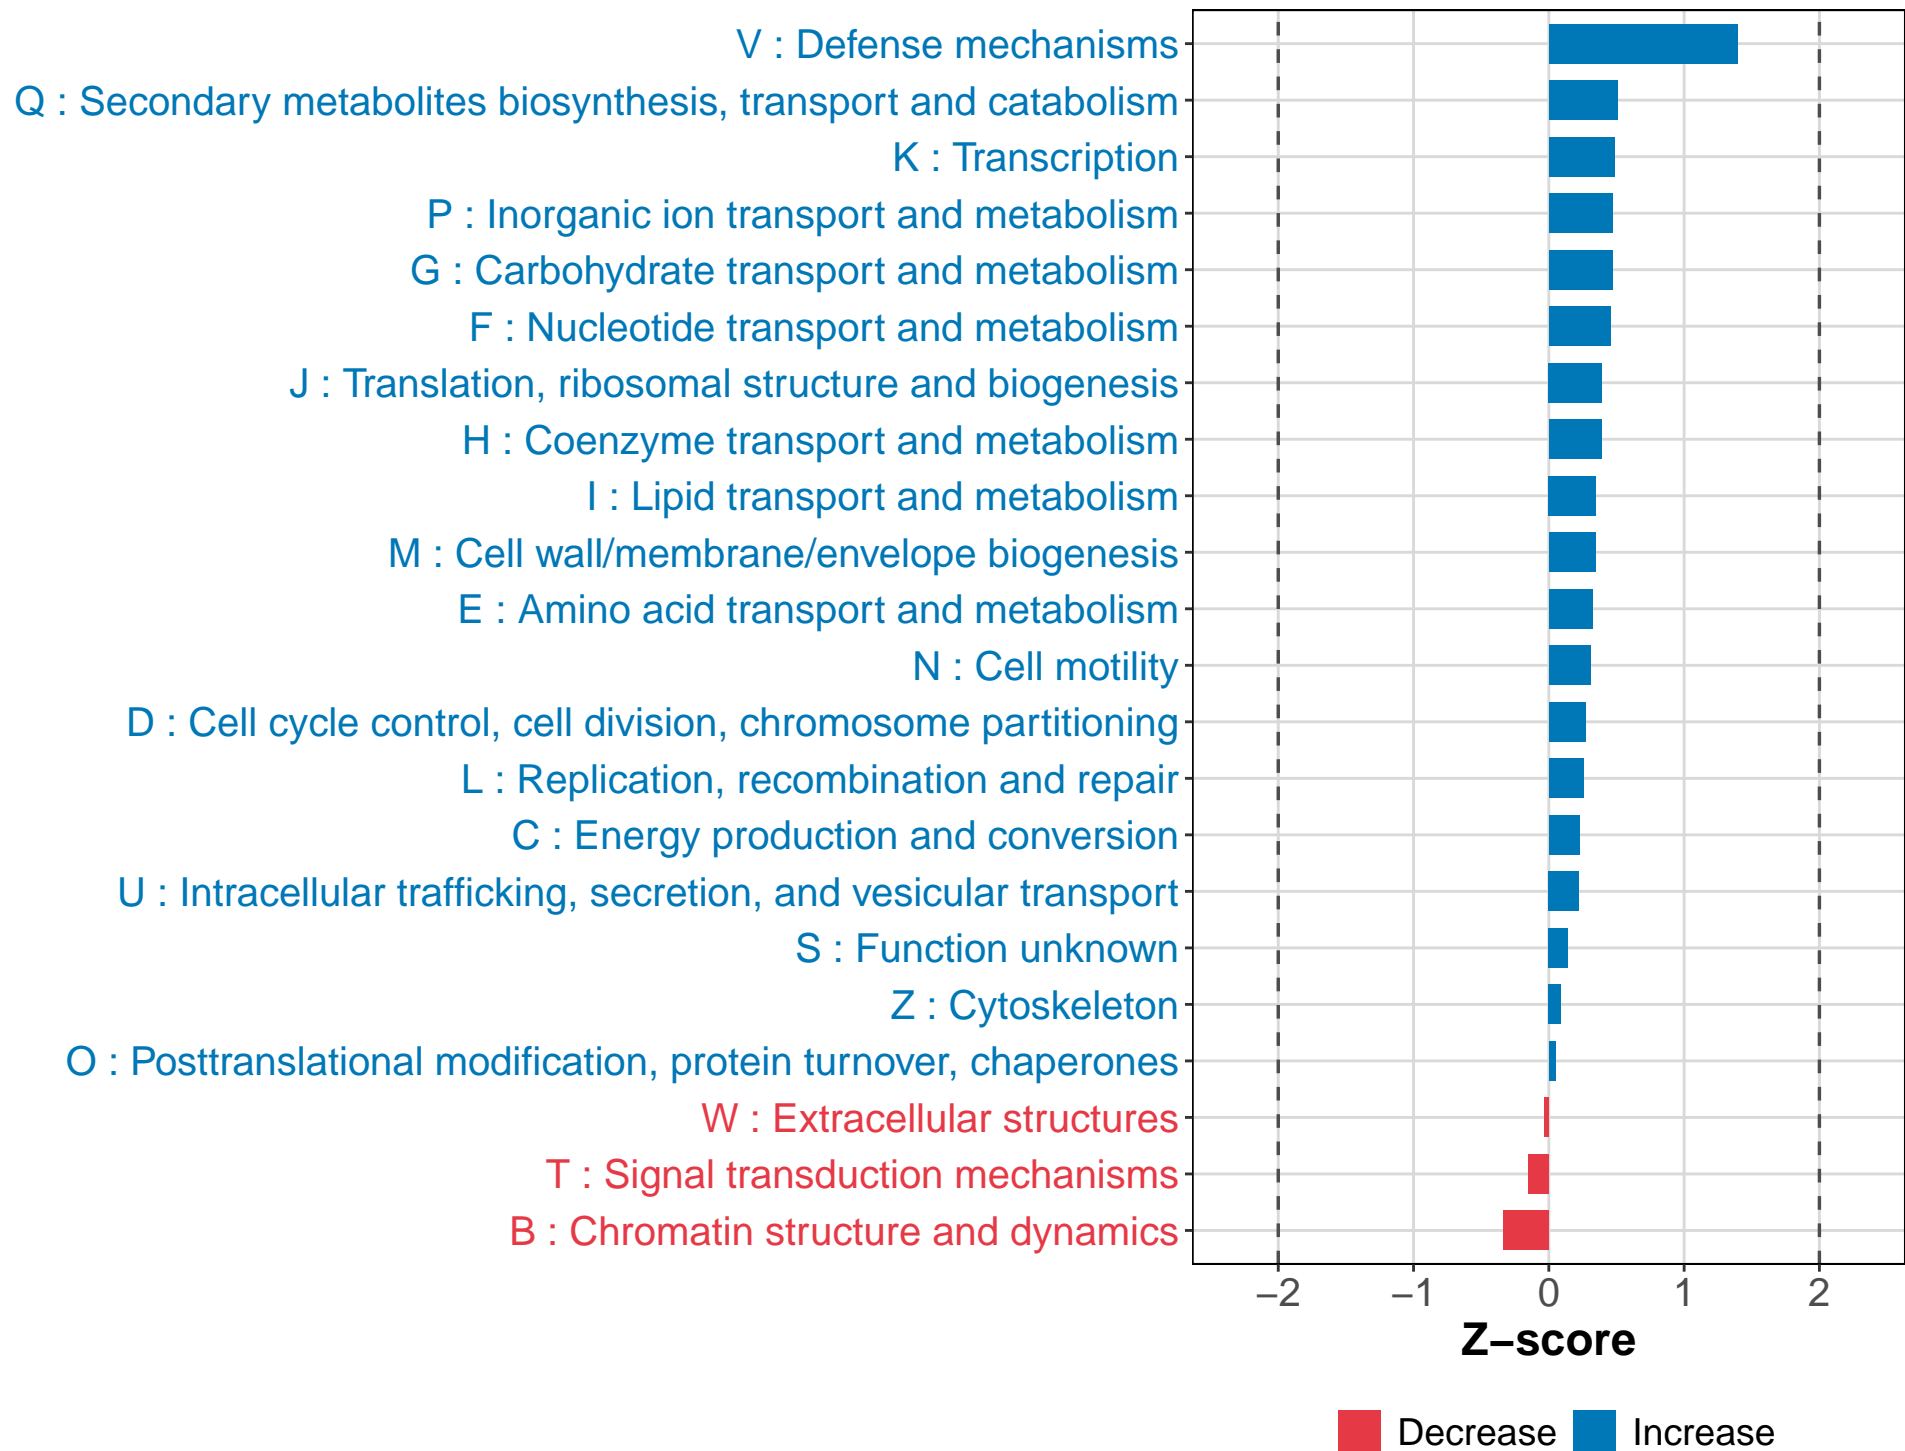 V : Defense mechanisms
Q : Secondary metabolites biosynthesis, transport and catabolism
K : Transcription
P : Inorganic ion transport and metabolism
G : Carbohydrate transport and metabolism
F : Nucleotide transport and metabolism
J : Translation, ribosomal structure and biogenesis
H : Coenzyme transport and metabolism
I : Lipid transport and metabolism
M : Cell wall/membrane/envelope biogenesis
E : Amino acid transport and metabolism
N : Cell motility
D : Cell cycle control, cell division, chromosome partitioning
L : Replication, recombination and repair
C : Energy production and conversion
U : Intracellular trafficking, secretion, and vesicular transport
S : Function unknown
Z : Cytoskeleton
O : Posttranslational modification, protein turnover, chaperones
W : Extracellular structures
T : Signal transduction mechanisms
B : Chromatin structure and dynamics
−2 −1 0 1 2
Z−score
Decrease Increase